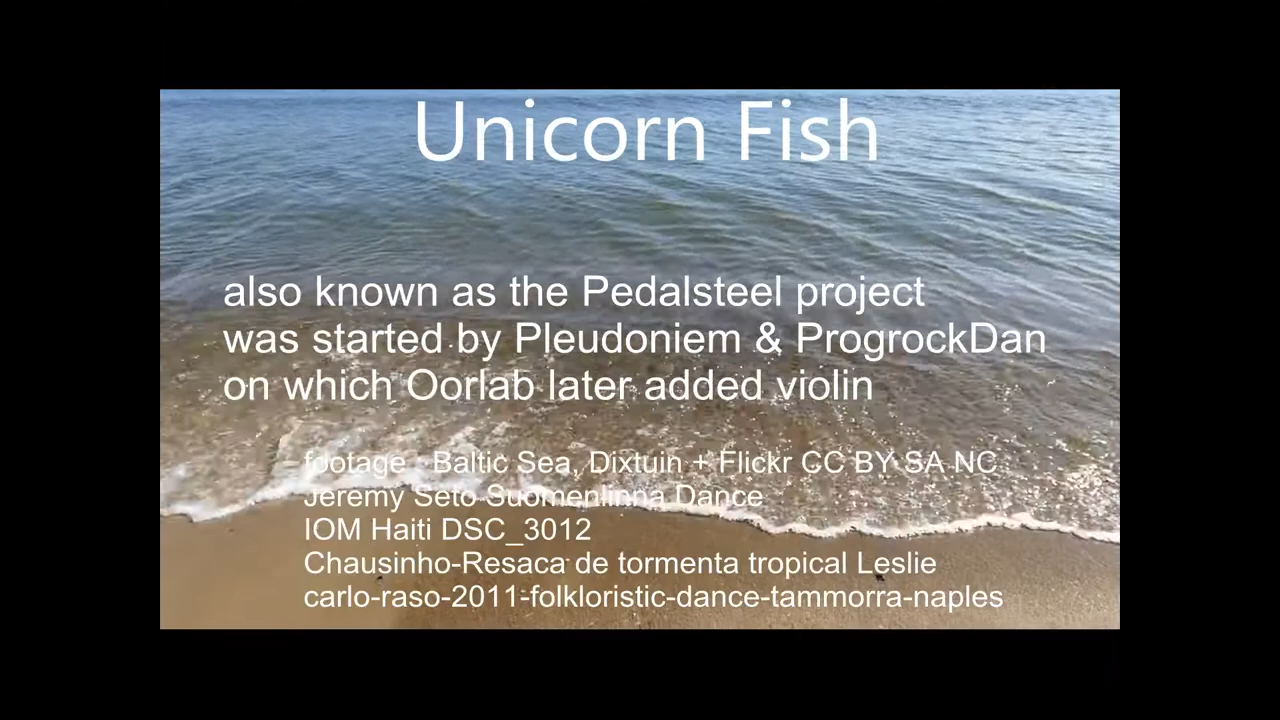 Unicorn Fish
also known as the Pedalsteel project
was started by Pleudoniem & ProgrockDan
on which Oorlab later added violin
footage : Baltic Sea, Dixtuin + Flickr CC BY SA NC
Jeremy Seto Suomenlinna Dance
IOM Haiti DSC_3012
Chausinho-Resaca de tormenta tropical Leslie
carlo-raso-2011-folkloristic-dance-tammorra-naples